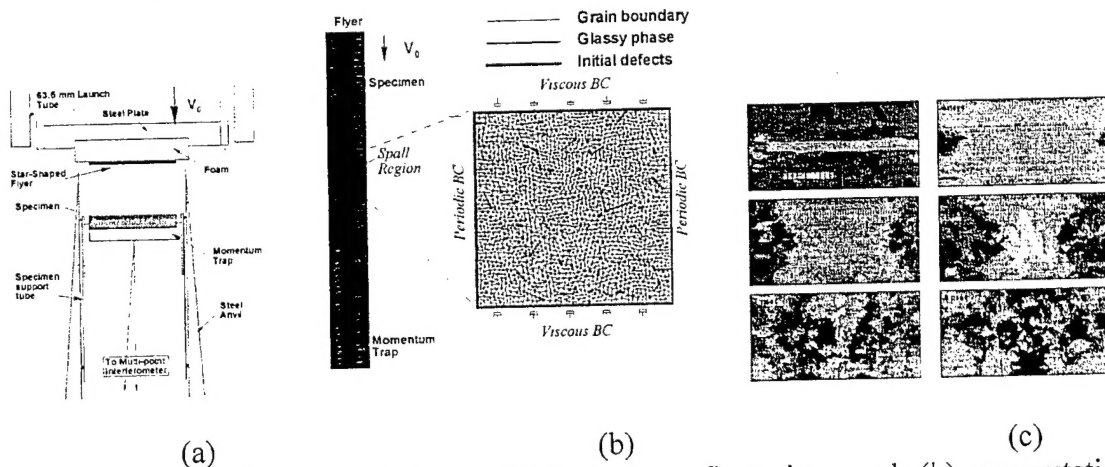 63.5 mm Launch
Tube
V₀
Steel Plate
Star-Shaped
Flyer
Foam
Specimen
Momentum
Trap
Specimen
support
tube
Steel
Anvil
To Multi-point
Interferometer
(a)
Flyer
V₀
Specimen
Spall
Region
Momentum
Trap
Grain boundary
Glassy phase
Initial defects
Viscous BC
Periodic BC
Periodic BC
Viscous BC
(b)
(c)